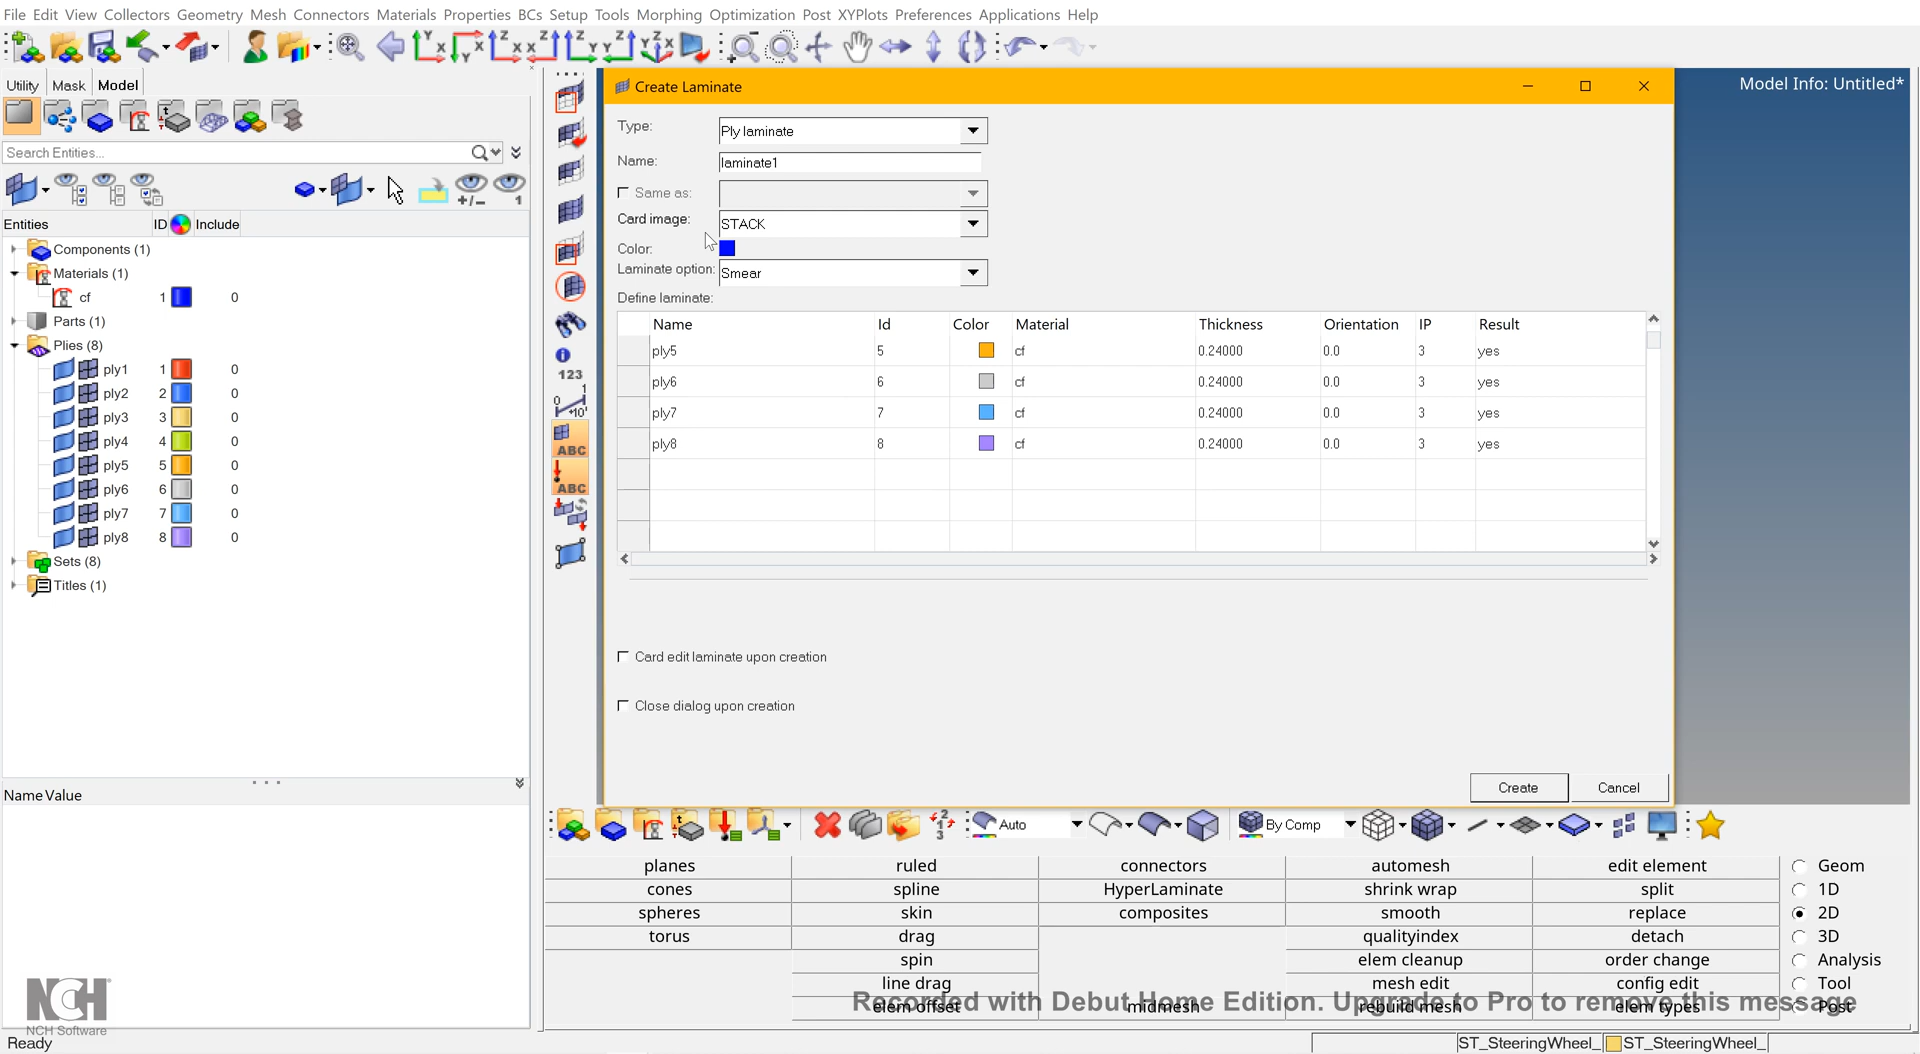 File Edit View Collectors Geometry Mesh Connectors Materials Properties BCs Setup Tools Morphing Optimization Post XYPlots Preferences Applications Help
Utility Mask Model
Search Entities...
Entities ID Include
Components (1)
Materials (1)
cf 1 0
Parts (1)
Plies (8)
ply1 1 0
ply2 2 0
ply3 3 0
ply4 4 0
ply5 5 0
ply6 6 0
ply7 7 0
ply8 8 0
Sets (8)
Titles (1)
Name Value
NCH
NCH Software
Ready
Model Info: Untitled*
Create Laminate
Type: Ply laminate
Name: laminate1
Same as:
Card image: STACK
Color:
Laminate option: Smear
Define laminate:
Name Id Color Material Thickness Orientation IP Result
ply5 5 cf 0.24000 0.0 3 yes
ply6 6 cf 0.24000 0.0 3 yes
ply7 7 cf 0.24000 0.0 3 yes
ply8 8 cf 0.24000 0.0 3 yes
Card edit laminate upon creation
Close dialog upon creation
Create Cancel
123
ABC
ABC
Auto By Comp
planes ruled connectors automesh edit element Geom
cones spline HyperLaminate shrink wrap split 1D
spheres skin composites smooth replace 2D
torus drag qualityindex detach 3D
spin elem cleanup order change Analysis
line drag mesh edit config edit Tool
elem offset midmesh rebuild mesh elem types Post
Recorded with Debut Home Edition. Upgrade to Pro to remove this message
ST_SteeringWheel_ ST_SteeringWheel_